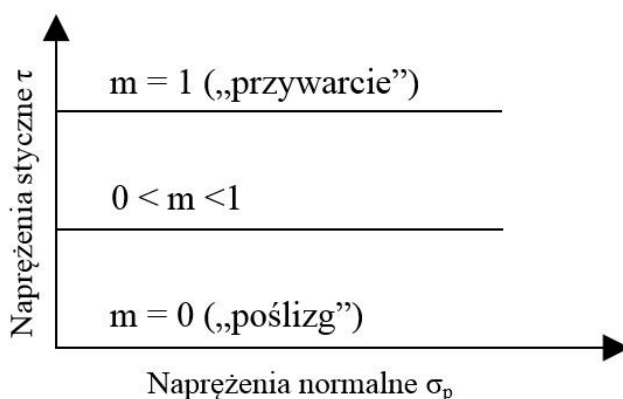 Naprężenia styczne τ
m = 1 („przywarcie”)
0 < m <1
m = 0 („poślizg”)
Naprężenia normalne σp